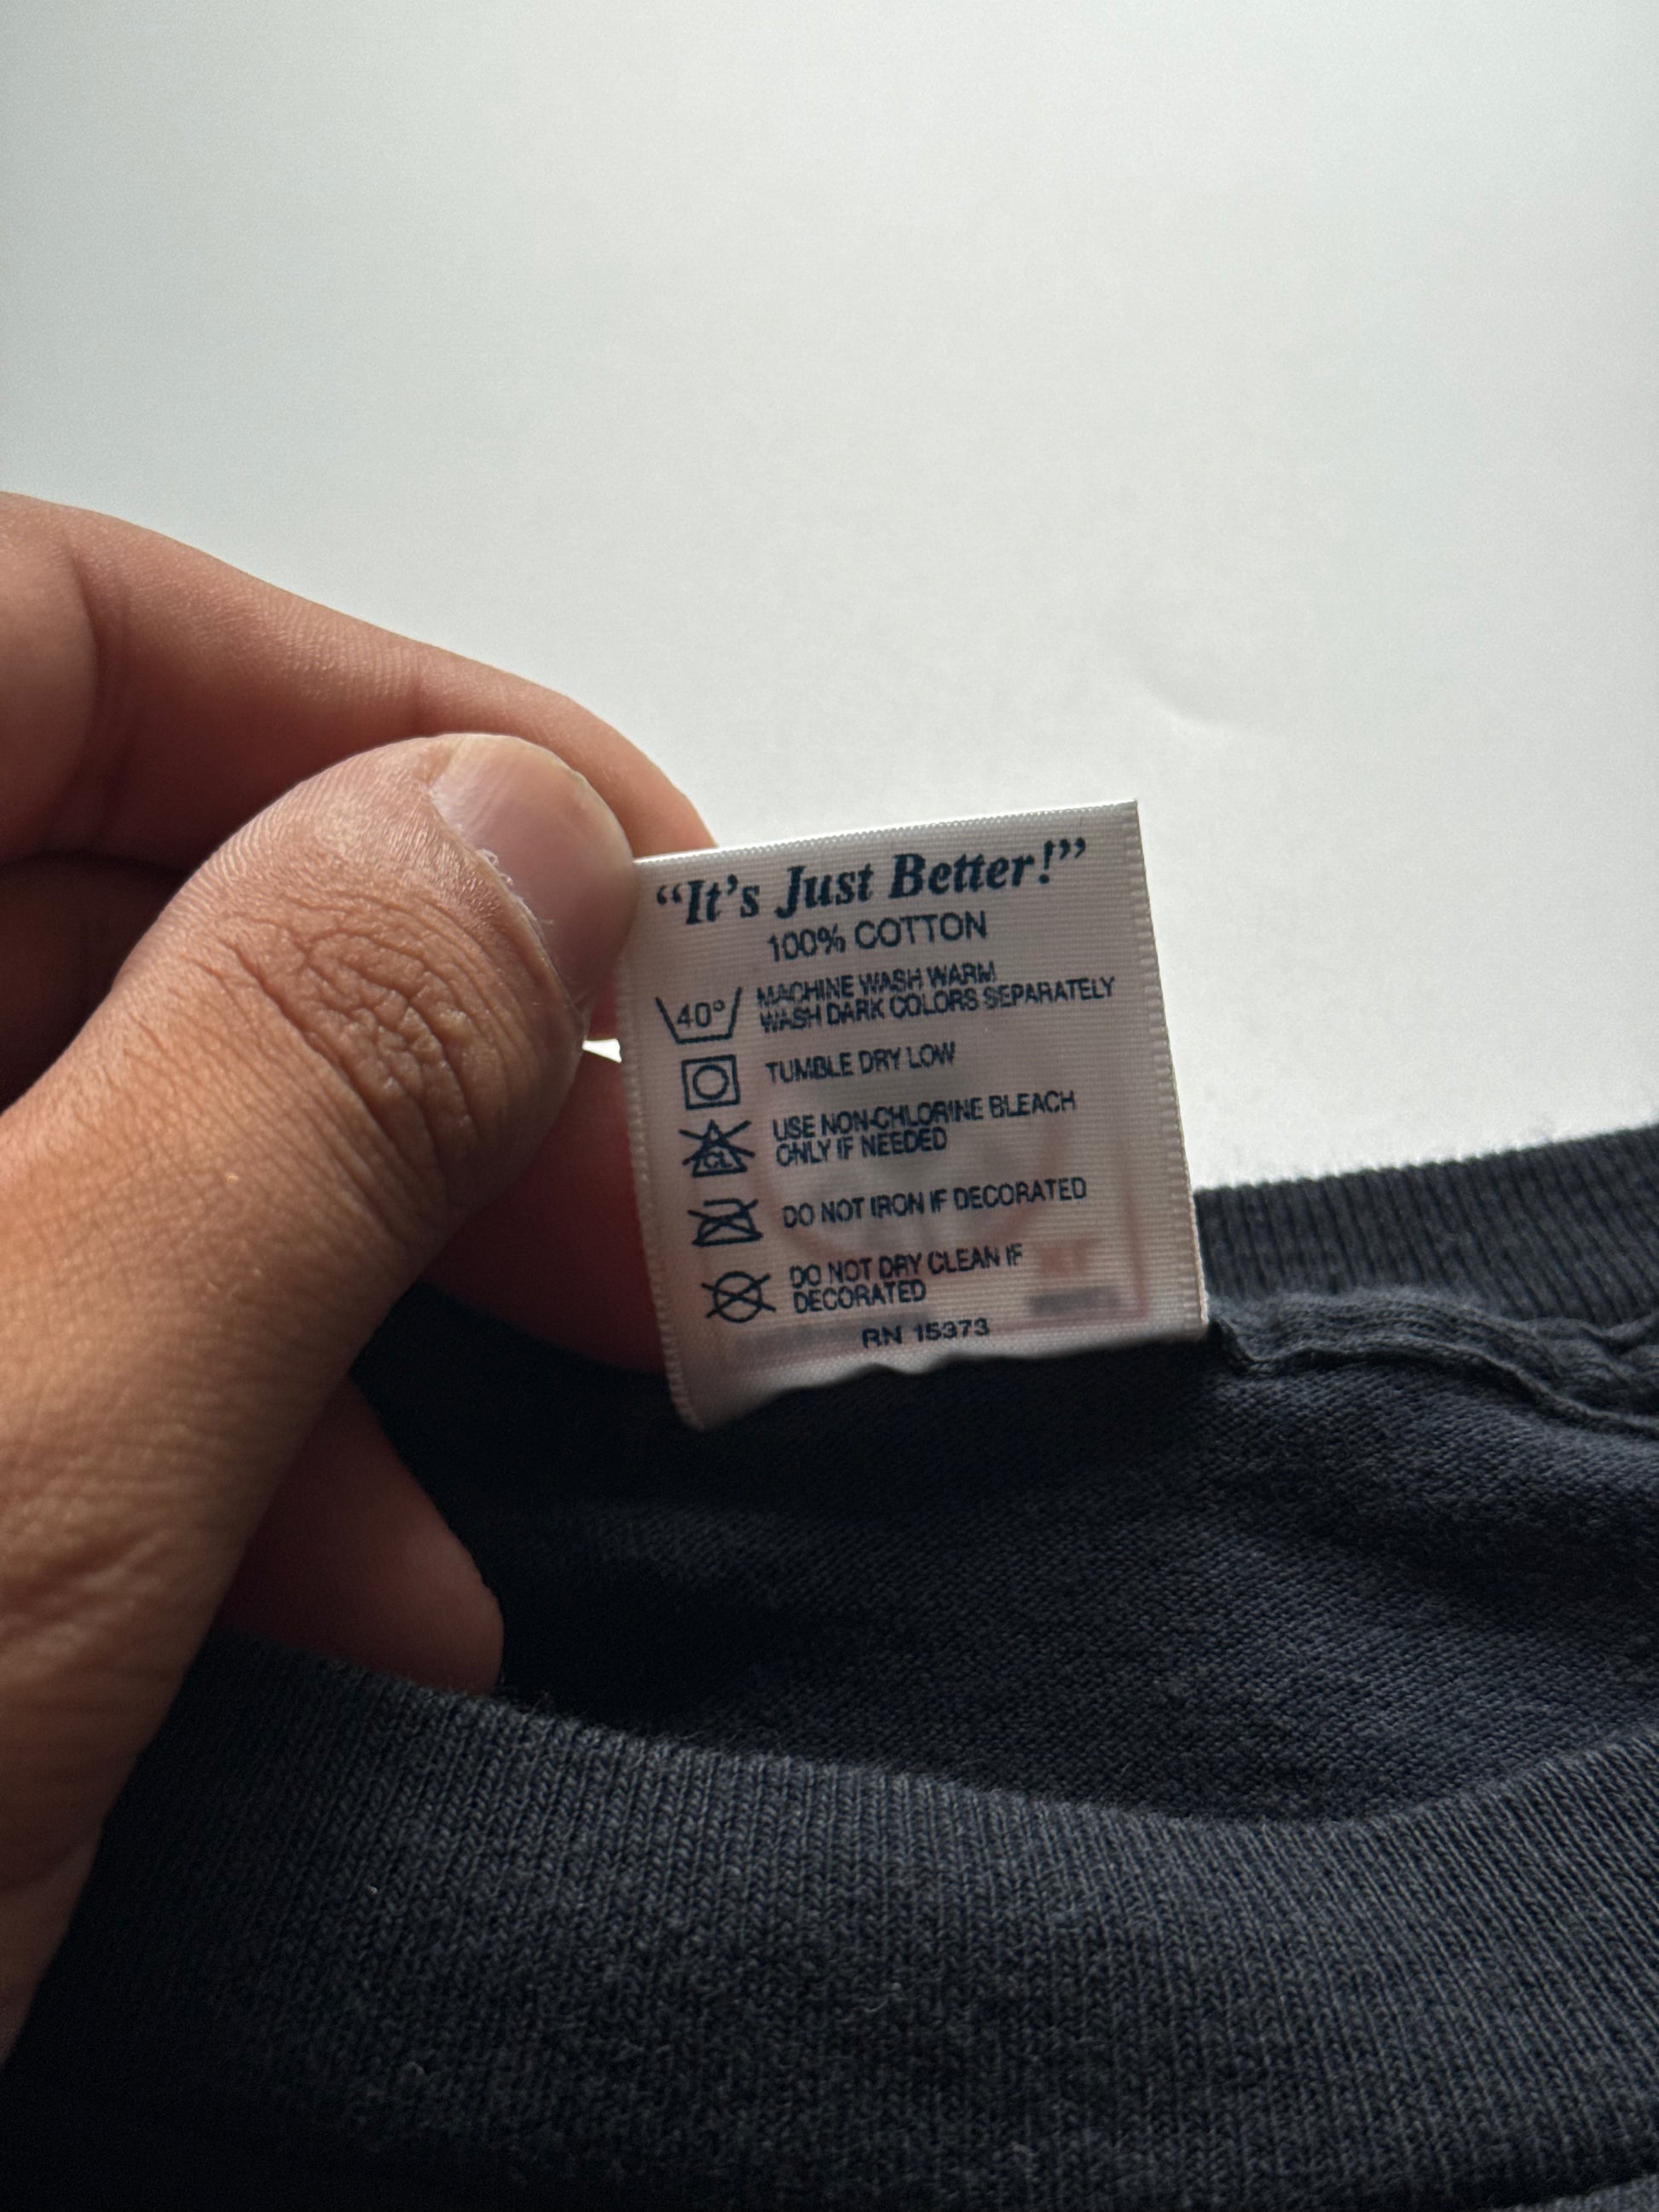 “It’s Just Better!”
100% COTTON
40°
MACHINE WASH WARM
WASH DARK COLORS SEPARATELY
TUMBLE DRY LOW
CL
USE NON-CHLORINE BLEACH
ONLY IF NEEDED
DO NOT IRON IF DECORATED
DO NOT DRY CLEAN IF
DECORATED
RN 15373